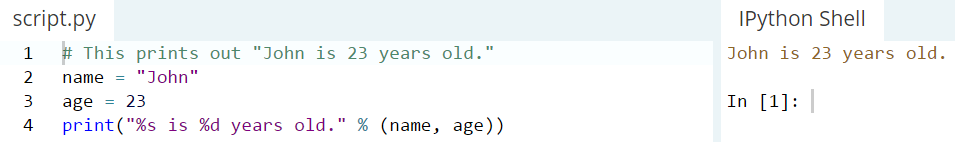 script.py
1 # This prints out "John is 23 years old."
2 name = "John"
3 age = 23
4 print("%s is %d years old." % (name, age))
IPython Shell
John is 23 years old.
In [1]: